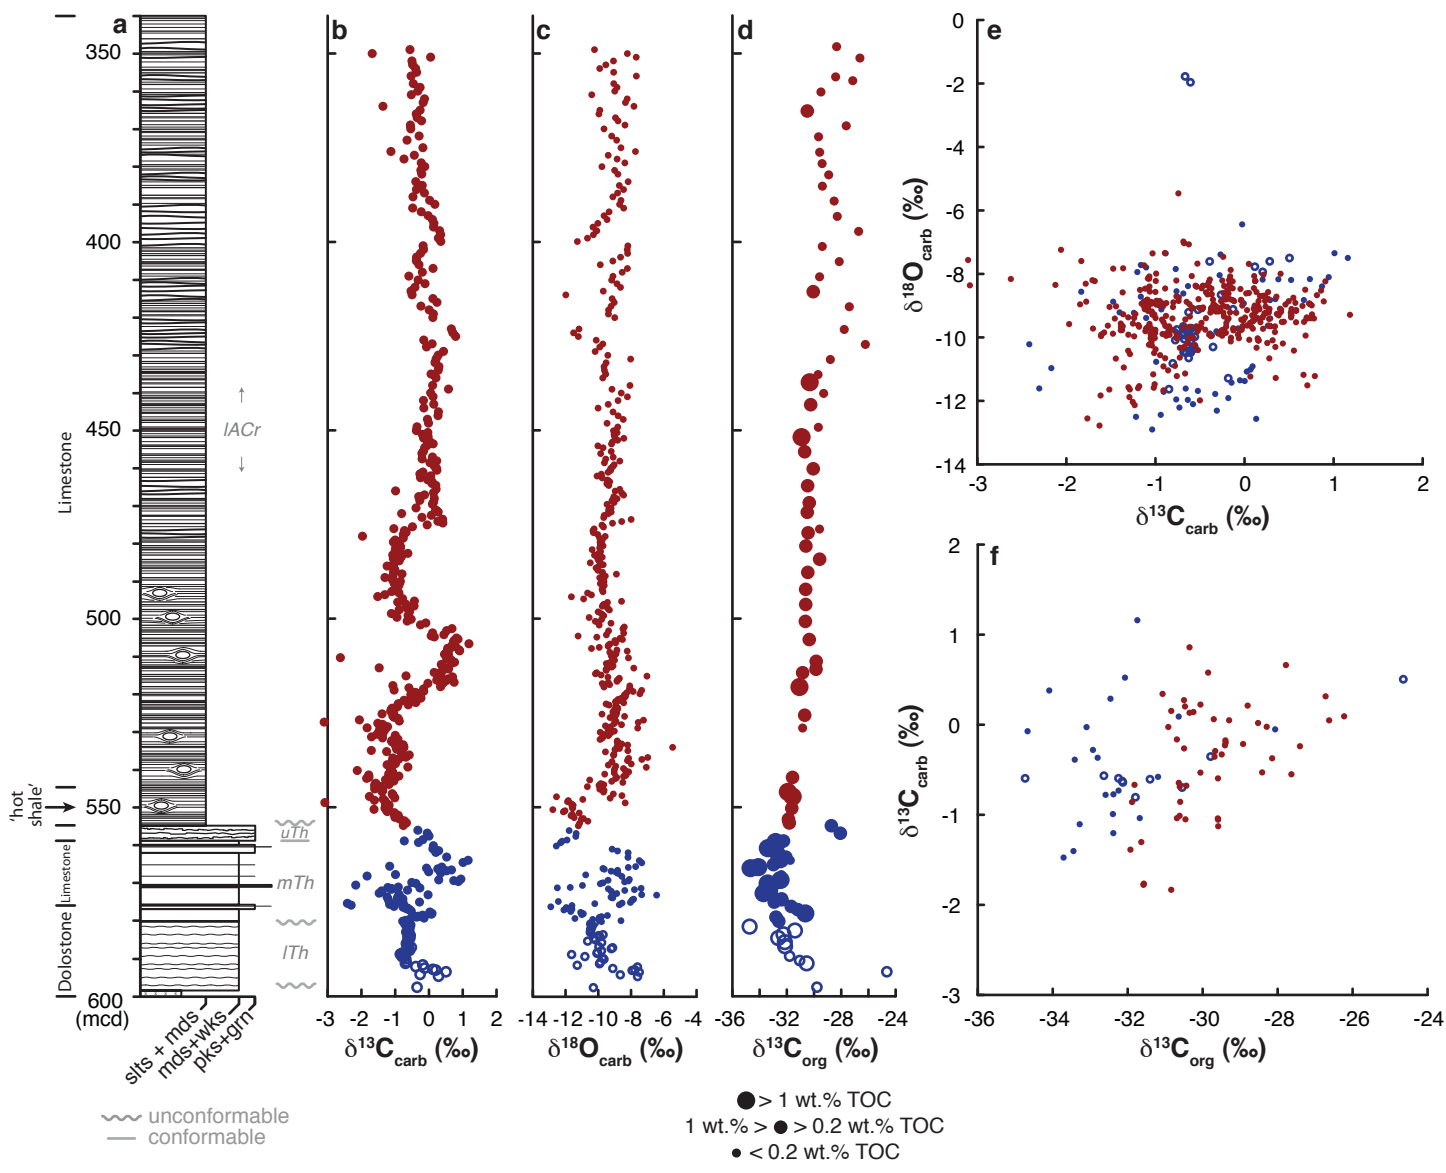 a
b
c
d
e
f
350
400
450
500
550
600
(mcd)
Limestone
'hot
shale'
Limestone
Dolostone
lACr
uTh
mTh
lTh
slts + mds
mds+wks
pks+grn
unconformable
conformable
-3 -2 -1 0 1 2
δ13Ccarb (‰)
-14 -12 -10 -8 -6 -4
δ18Ocarb (‰)
-36 -32 -28 -24
δ13Corg (‰)
> 1 wt.% TOC
1 wt.% > > 0.2 wt.% TOC
< 0.2 wt.% TOC
0
-2
-4
-6
-8
-10
-12
-14
δ18Ocarb (‰)
-3 -2 -1 0 1 2
δ13Ccarb (‰)
2
1
0
-1
-2
-3
δ13Ccarb (‰)
-36 -34 -32 -30 -28 -26 -24
δ13Corg (‰)